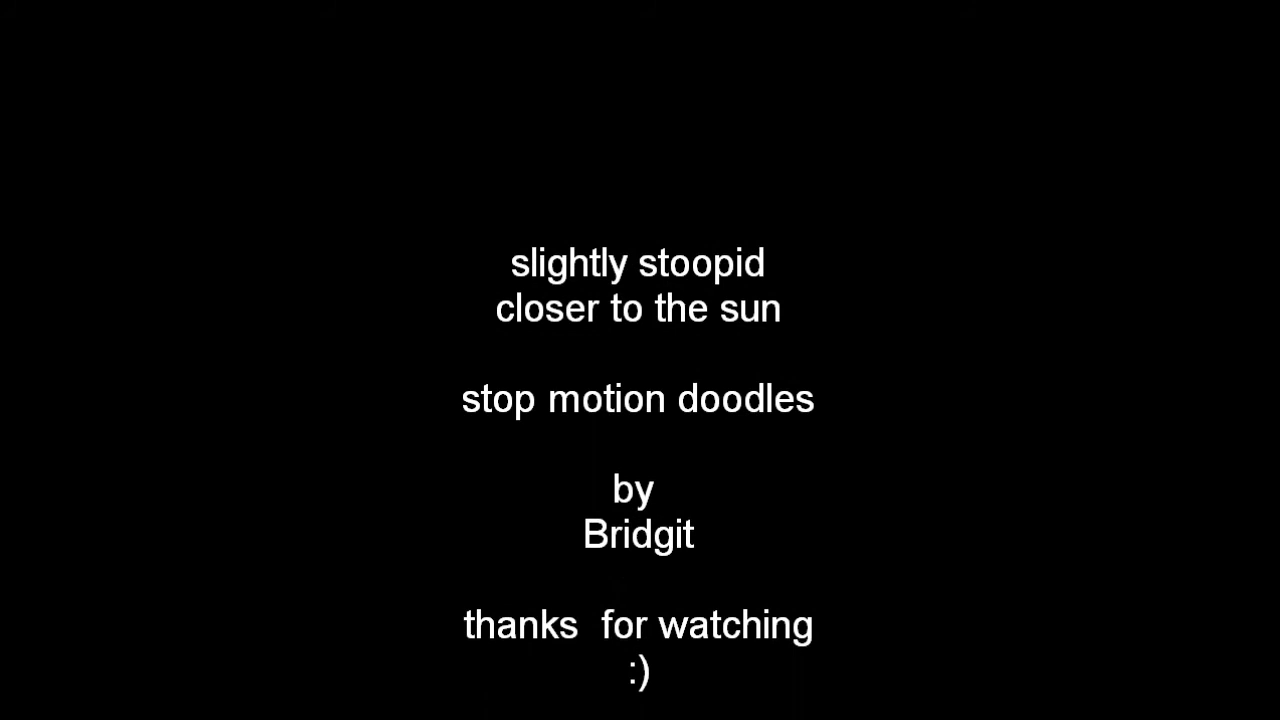 slightly stoopid
closer to the sun
stop motion doodles
by
Bridgit
thanks  for watching
:)